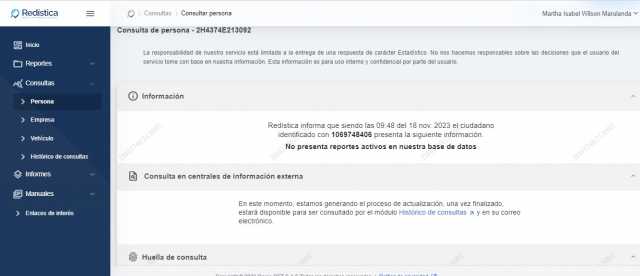 Redística
Consultas / Consultar persona
Martha Isabel Wilson Marulanda
Inicio
Reportes
Consultas
Persona
Empresa
Vehículo
Histórico de consultas
Informes
Manuales
Enlaces de interés
Consulta de persona - 2H4374E213092
La responsabilidad de nuestro servicio está limitada a la entrega de una respuesta de carácter Estadístico. No nos hacemos responsables sobre las decisiones que el usuario del
servicio tome con base en nuestra información. Esta información es para uso interno y confidencial por parte del usuario.
Información
Redística informa que siendo las 09:48 del 18 nov. 2023 el ciudadano
identificado con 1069748406 presenta la siguiente información.
No presenta reportes activos en nuestra base de datos
Consulta en centrales de información externa
En este momento, estamos generando el proceso de actualización, una vez finalizado,
estará disponible para ser consultado por el módulo Histórico de consultas y en su correo
electrónico.
Huella de consulta